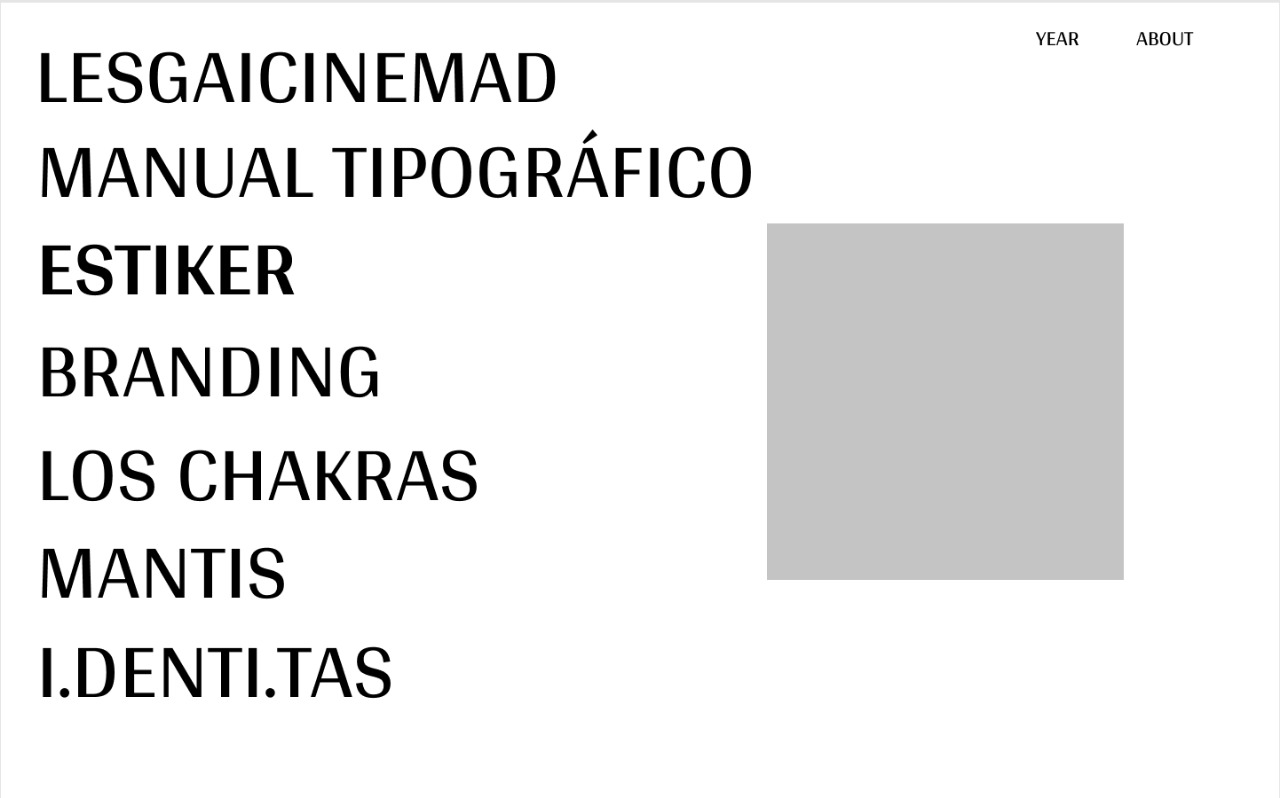 YEAR ABOUT
LESGAICINEMAD
MANUAL TIPOGRÁFICO
ESTIKER
BRANDING
LOS CHAKRAS
MANTIS
I.DENTI.TAS